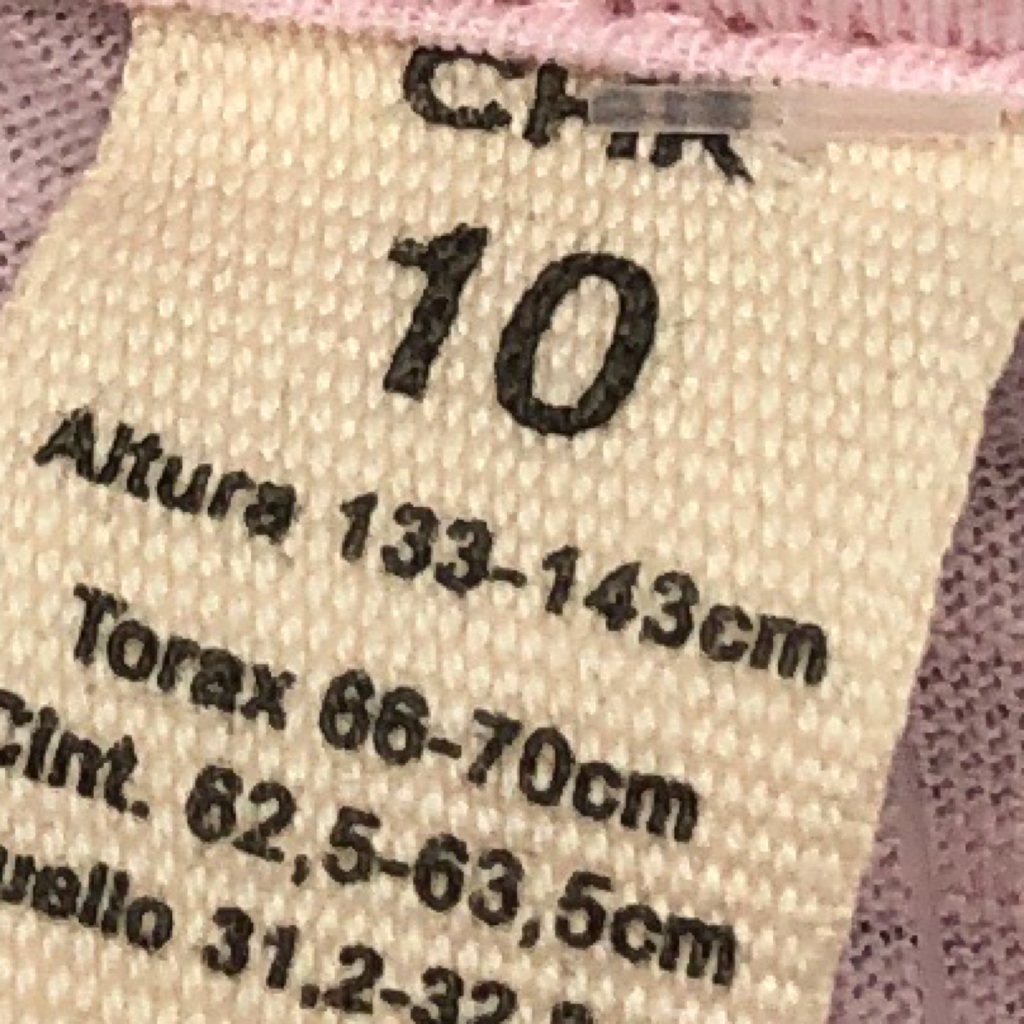 10
Altura 133-143cm
Torax 66-70cm
Cint. 62,5-63,5cm